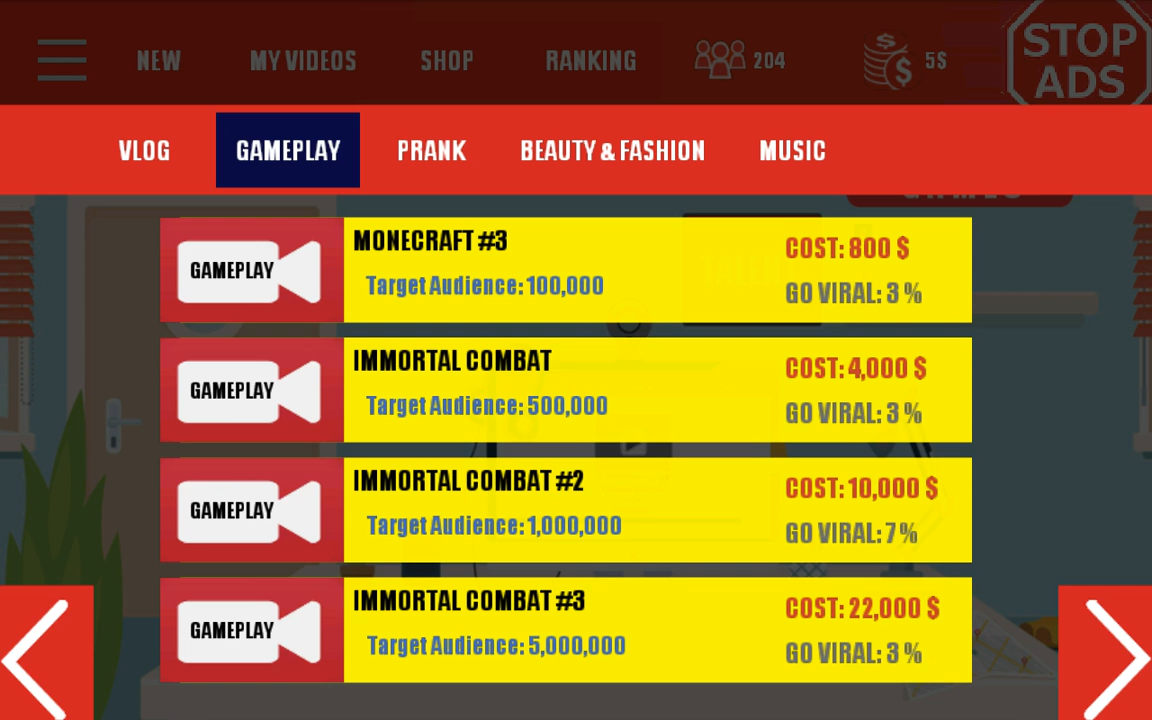 NEW MY VIDEOS SHOP RANKING 204 5$ STOP ADS
VLOG GAMEPLAY PRANK BEAUTY & FASHION MUSIC
GAMEPLAY
MONECRAFT #3
Target Audience: 100,000
COST: 800 $
GO VIRAL: 3 %
GAMEPLAY
IMMORTAL COMBAT
Target Audience: 500,000
COST: 4,000 $
GO VIRAL: 3 %
GAMEPLAY
IMMORTAL COMBAT #2
Target Audience: 1,000,000
COST: 10,000 $
GO VIRAL: 7 %
GAMEPLAY
IMMORTAL COMBAT #3
Target Audience: 5,000,000
COST: 22,000 $
GO VIRAL: 3 %